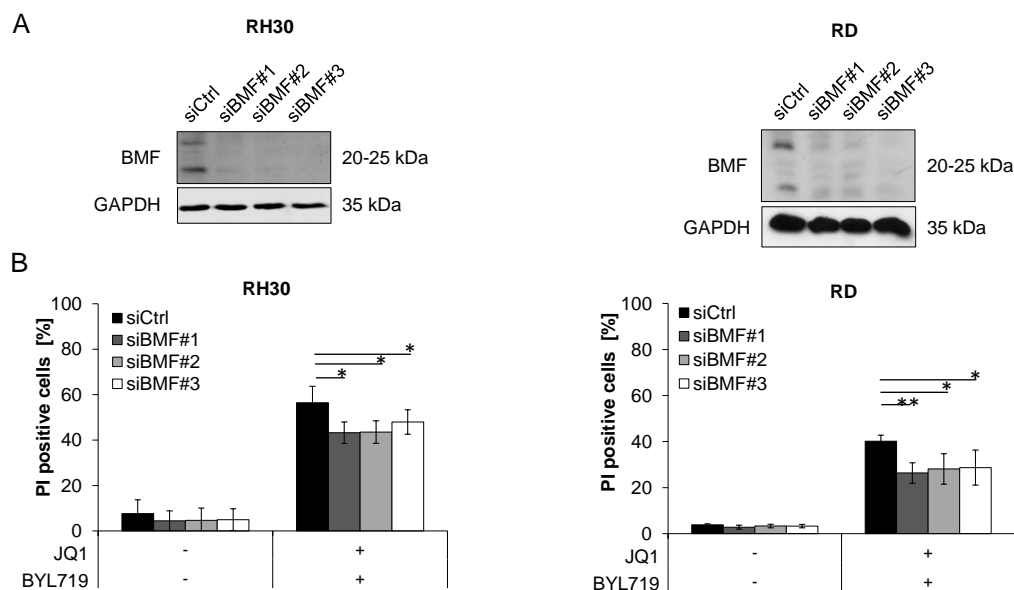 A
RH30
siCtrl
siBMF#1
siBMF#2
siBMF#3
BMF
20-25 kDa
GAPDH
35 kDa
RD
siCtrl
siBMF#1
siBMF#2
siBMF#3
BMF
20-25 kDa
GAPDH
35 kDa
B
RH30
PI positive cells [%]
100
80
60
40
20
0
siCtrl
siBMF#1
siBMF#2
siBMF#3
*
*
*
JQ1 - +
BYL719 - +
RD
PI positive cells [%]
100
80
60
40
20
0
siCtrl
siBMF#1
siBMF#2
siBMF#3
*
*
**
JQ1 - +
BYL719 - +